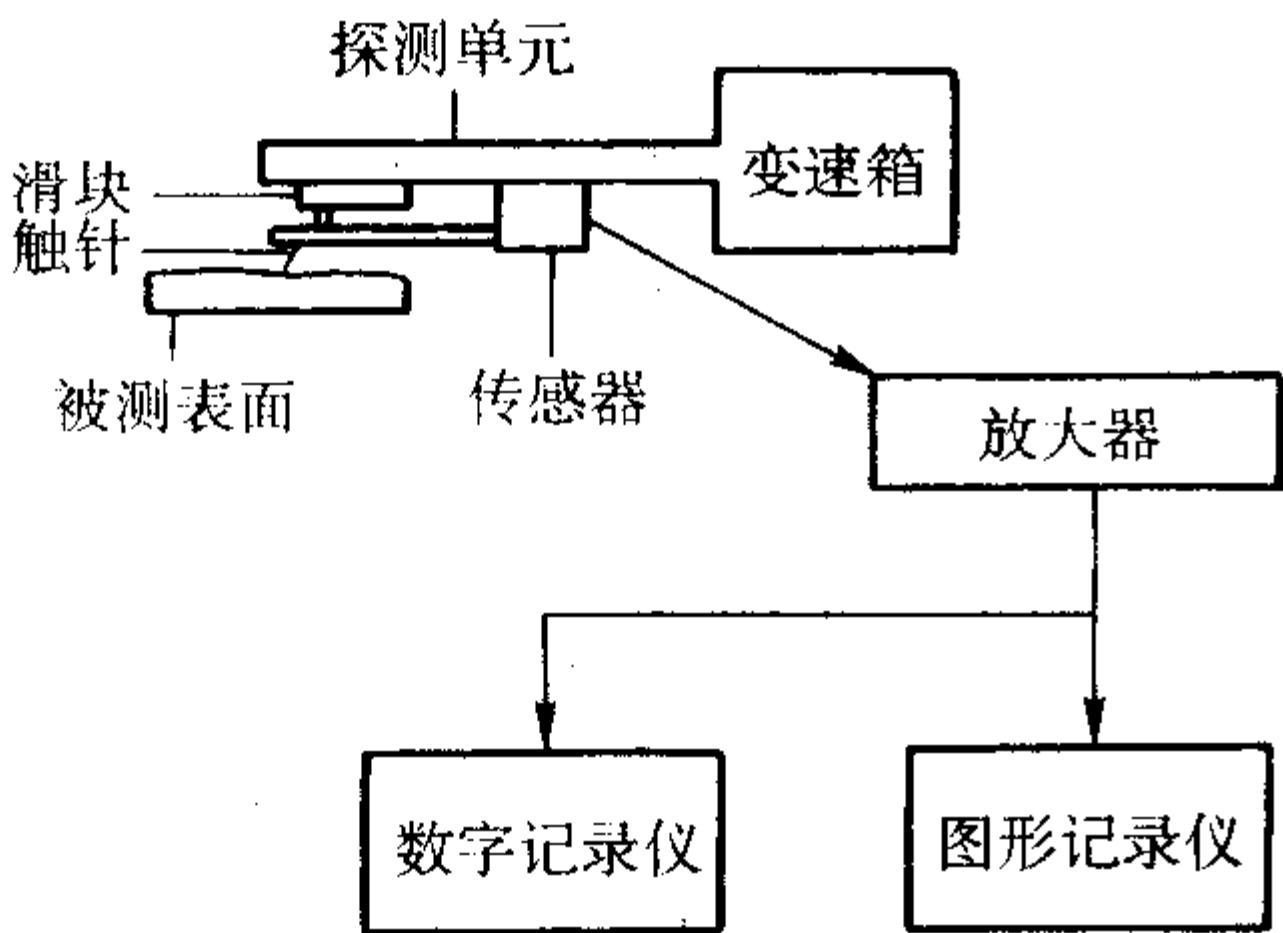 探测单元
变速箱
滑块
触针
被测表面
传感器
放大器
数字记录仪
图形记录仪